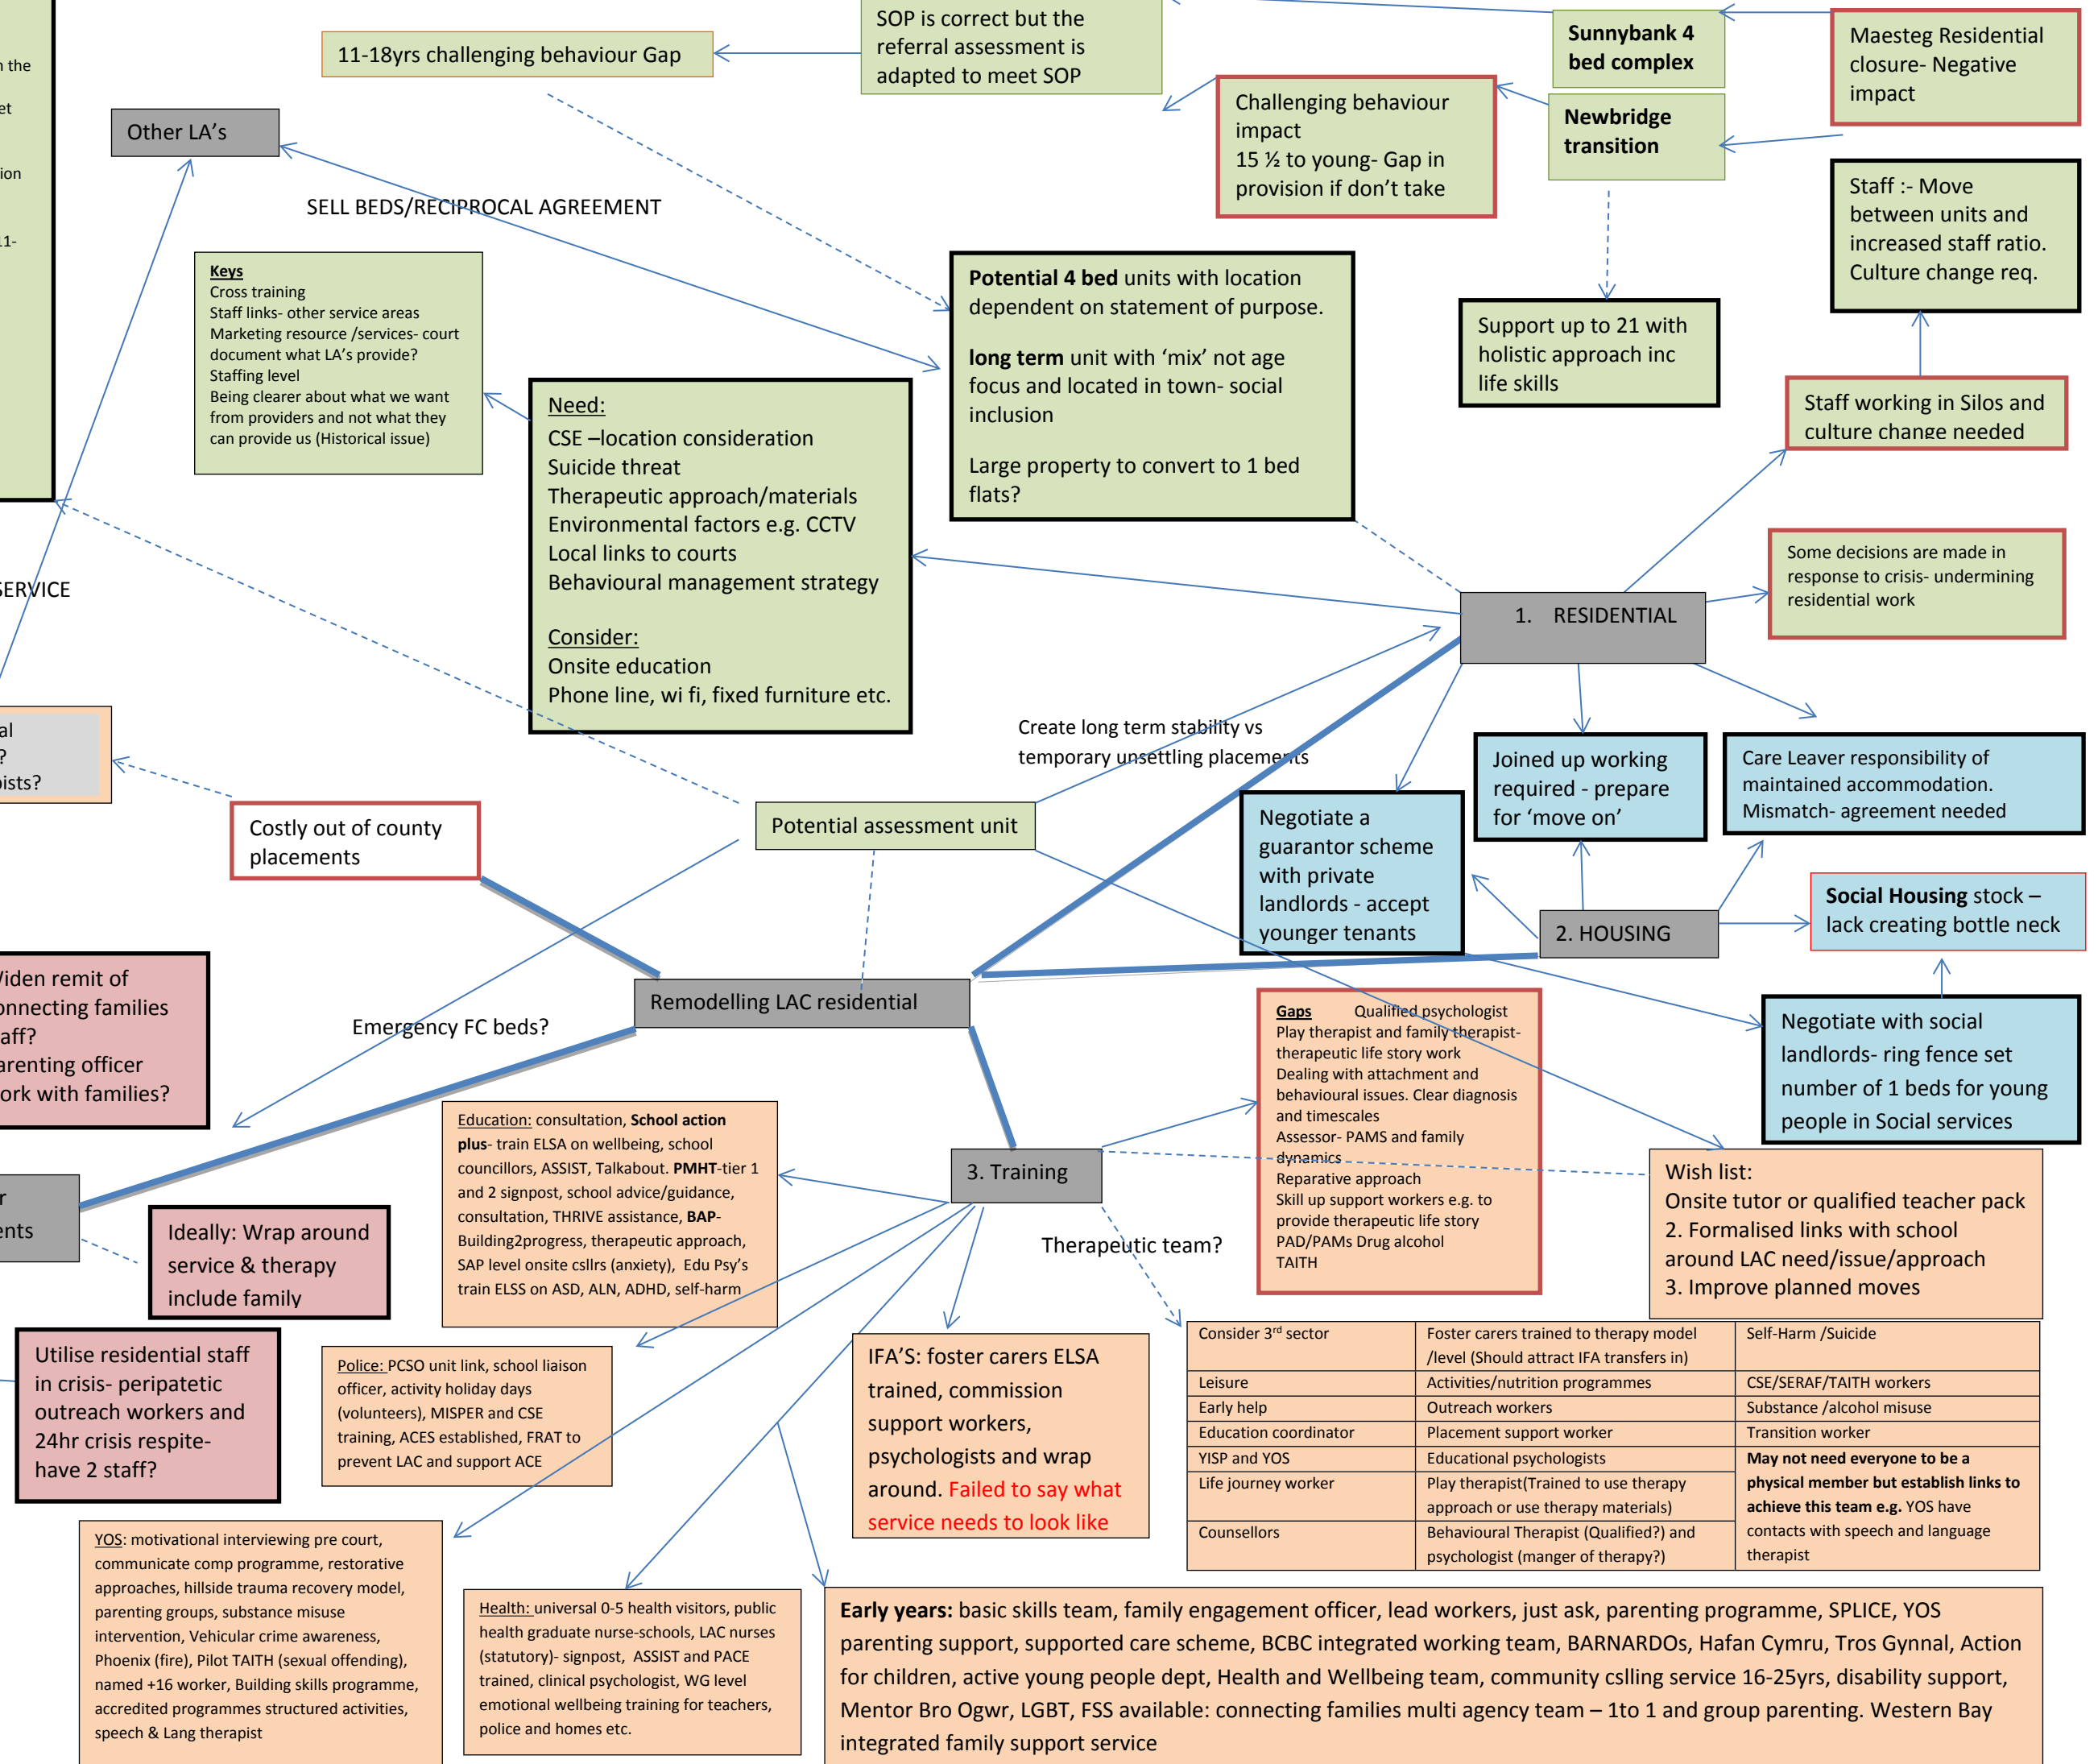 SOP is correct but the
referral assessment is
adapted to meet SOP
11-18yrs challenging behaviour Gap
Sunnybank 4
bed complex
Maesteg Residential
closure- Negative
impact
Challenging behaviour
impact
15 ½ to young- Gap in
provision if don’t take
Newbridge
transition
Other LA’s
SELL BEDS/RECIPROCAL AGREEMENT
Staff :- Move
between units and
increased staff ratio.
Culture change req.
Keys
Cross training
Staff links- other service areas
Marketing resource /services- court
document what LA’s provide?
Staffing level
Being clearer about what we want
from providers and not what they
can provide us (Historical issue)
Potential 4 bed units with location
dependent on statement of purpose.
long term unit with ‘mix’ not age
focus and located in town- social
inclusion
Large property to convert to 1 bed
flats?
Support up to 21 with
holistic approach inc
life skills
Need:
CSE –location consideration
Suicide threat
Therapeutic approach/materials
Environmental factors e.g. CCTV
Local links to courts
Behavioural management strategy
Consider:
Onsite education
Phone line, wi fi, fixed furniture etc.
Staff working in Silos and
culture change needed
Some decisions are made in
response to crisis- undermining
residential work
SERVICE
1. RESIDENTIAL
Create long term stability vs
temporary unsettling placements
Joined up working
required - prepare
for ‘move on’
Care Leaver responsibility of
maintained accommodation.
Mismatch- agreement needed
Costly out of county
placements
Potential assessment unit
Negotiate a
guarantor scheme
with private
landlords - accept
younger tenants
2. HOUSING
Social Housing stock –
lack creating bottle neck
Widen remit of
connecting families
staff?
Parenting officer
work with families?
Emergency FC beds?
Remodelling LAC residential
Negotiate with social
landlords- ring fence set
number of 1 beds for young
people in Social services
Gaps Qualified psychologist
Play therapist and family therapist-
therapeutic life story work
Dealing with attachment and
behavioural issues. Clear diagnosis
and timescales
Assessor- PAMS and family
dynamics
Reparative approach
Skill up support workers e.g. to
provide therapeutic life story
PAD/PAMs Drug alcohol
TAITH
Education: consultation, School action
plus- train ELSA on wellbeing, school
councillors, ASSIST, Talkabout. PMHT-tier 1
and 2 signpost, school advice/guidance,
consultation, THRIVE assistance, BAP-
Building2progress, therapeutic approach,
SAP level onsite csllrs (anxiety), Edu Psy’s
train ELSS on ASD, ALN, ADHD, self-harm
3. Training
Therapeutic team?
Wish list:
Onsite tutor or qualified teacher pack
2. Formalised links with school
around LAC need/issue/approach
3. Improve planned moves
Ideally: Wrap around
service & therapy
include family
Utilise residential staff
in crisis- peripatetic
outreach workers and
24hr crisis respite-
have 2 staff?
Police: PCSO unit link, school liaison
officer, activity holiday days
(volunteers), MISPER and CSE
training, ACES established, FRAT to
prevent LAC and support ACE
IFA’S: foster carers ELSA
trained, commission
support workers,
psychologists and wrap
around. Failed to say what
service needs to look like
Consider 3rd sector Foster carers trained to therapy model /level (Should attract IFA transfers in) Self-Harm /Suicide
Leisure Activities/nutrition programmes CSE/SERAF/TAITH workers
Early help Outreach workers Substance /alcohol misuse
Education coordinator Placement support worker Transition worker
YISP and YOS Educational psychologists May not need everyone to be a
physical member but establish links to
achieve this team e.g. YOS have
contacts with speech and language
therapist
Life journey worker Play therapist(Trained to use therapy
approach or use therapy materials)
Counsellors Behavioural Therapist (Qualified?) and
psychologist (manger of therapy?)
YOS: motivational interviewing pre court,
communicate comp programme, restorative
approaches, hillside trauma recovery model,
parenting groups, substance misuse
intervention, Vehicular crime awareness,
Phoenix (fire), Pilot TAITH (sexual offending),
named +16 worker, Building skills programme,
accredited programmes structured activities,
speech & Lang therapist
Health: universal 0-5 health visitors, public
health graduate nurse-schools, LAC nurses
(statutory)- signpost, ASSIST and PACE
trained, clinical psychologist, WG level
emotional wellbeing training for teachers,
police and homes etc.
Early years: basic skills team, family engagement officer, lead workers, just ask, parenting programme, SPLICE, YOS
parenting support, supported care scheme, BCBC integrated working team, BARNARDOs, Hafan Cymru, Tros Gynnal, Action
for children, active young people dept, Health and Wellbeing team, community cslling service 16-25yrs, disability support,
Mentor Bro Ogwr, LGBT, FSS available: connecting families multi agency team – 1to 1 and group parenting. Western Bay
integrated family support service